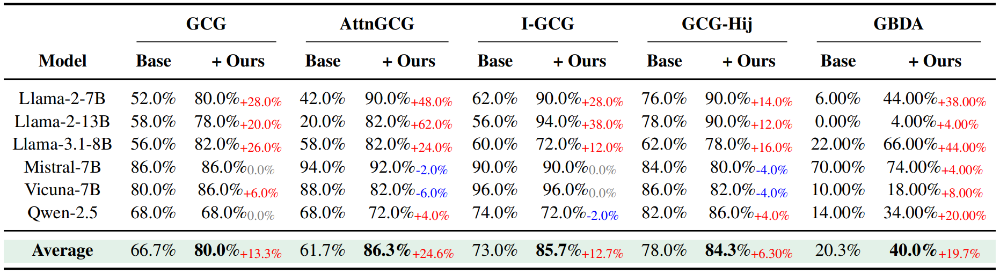 GCG AttnGCG I-GCG GCG-Hij GBDA
Model Base + Ours Base + Ours Base + Ours Base + Ours Base + Ours
Llama-2-7B 52.0% 80.0%+28.0% 42.0% 90.0%+48.0% 62.0% 90.0%+28.0% 76.0% 90.0%+14.0% 6.00% 44.00%+38.00%
Llama-2-13B 58.0% 78.0%+20.0% 20.0% 82.0%+62.0% 56.0% 94.0%+38.0% 78.0% 90.0%+12.0% 0.00% 4.00%+4.00%
Llama-3.1-8B 56.0% 82.0%+26.0% 58.0% 82.0%+24.0% 60.0% 72.0%+12.0% 62.0% 78.0%+16.0% 22.00% 66.00%+44.00%
Mistral-7B 86.0% 86.0%0.0% 94.0% 92.0%-2.0% 90.0% 90.0%0.0% 84.0% 80.0%-4.0% 70.00% 74.00%+4.00%
Vicuna-7B 80.0% 86.0%+6.0% 88.0% 82.0%-6.0% 96.0% 96.0%0.0% 86.0% 82.0%-4.0% 10.00% 18.00%+8.00%
Qwen-2.5 68.0% 68.0%0.0% 68.0% 72.0%+4.0% 74.0% 72.0%-2.0% 82.0% 86.0%+4.0% 14.00% 34.00%+20.00%
Average 66.7% 80.0%+13.3% 61.7% 86.3%+24.6% 73.0% 85.7%+12.7% 78.0% 84.3%+6.30% 20.3% 40.0%+19.7%